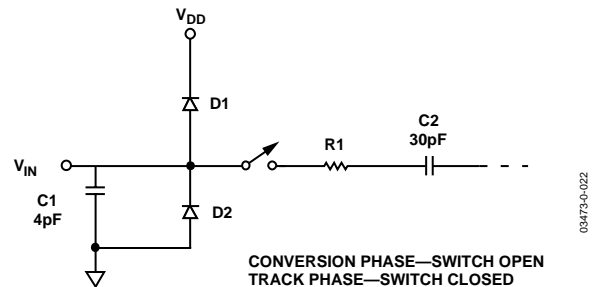 VDD
D1
R1
C2
30pF
VIN
C1
4pF
D2
CONVERSION PHASE—SWITCH OPEN
TRACK PHASE—SWITCH CLOSED
03473-0-022